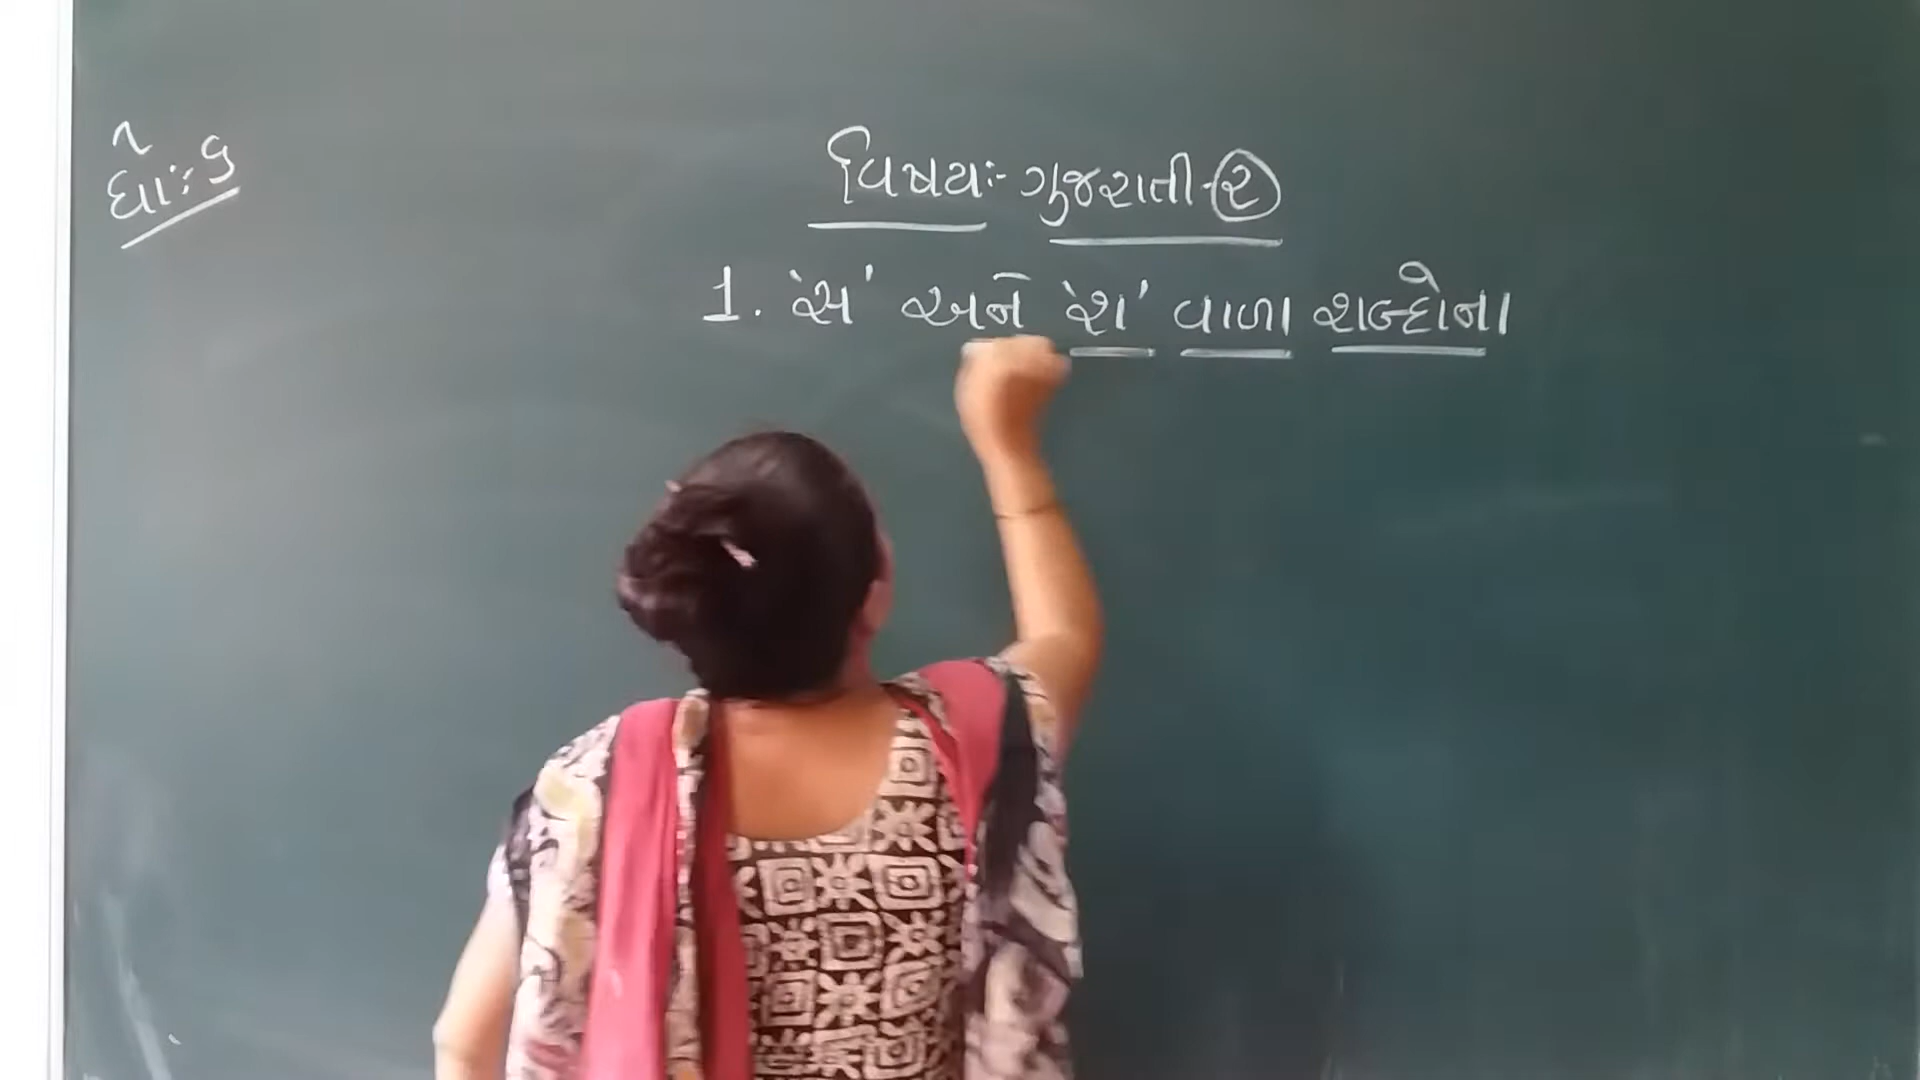 ધો:- ૬
વિષય:- ગુજરાતી-૨
1. 'સ' અને 'શ' વાળા શબ્દોના